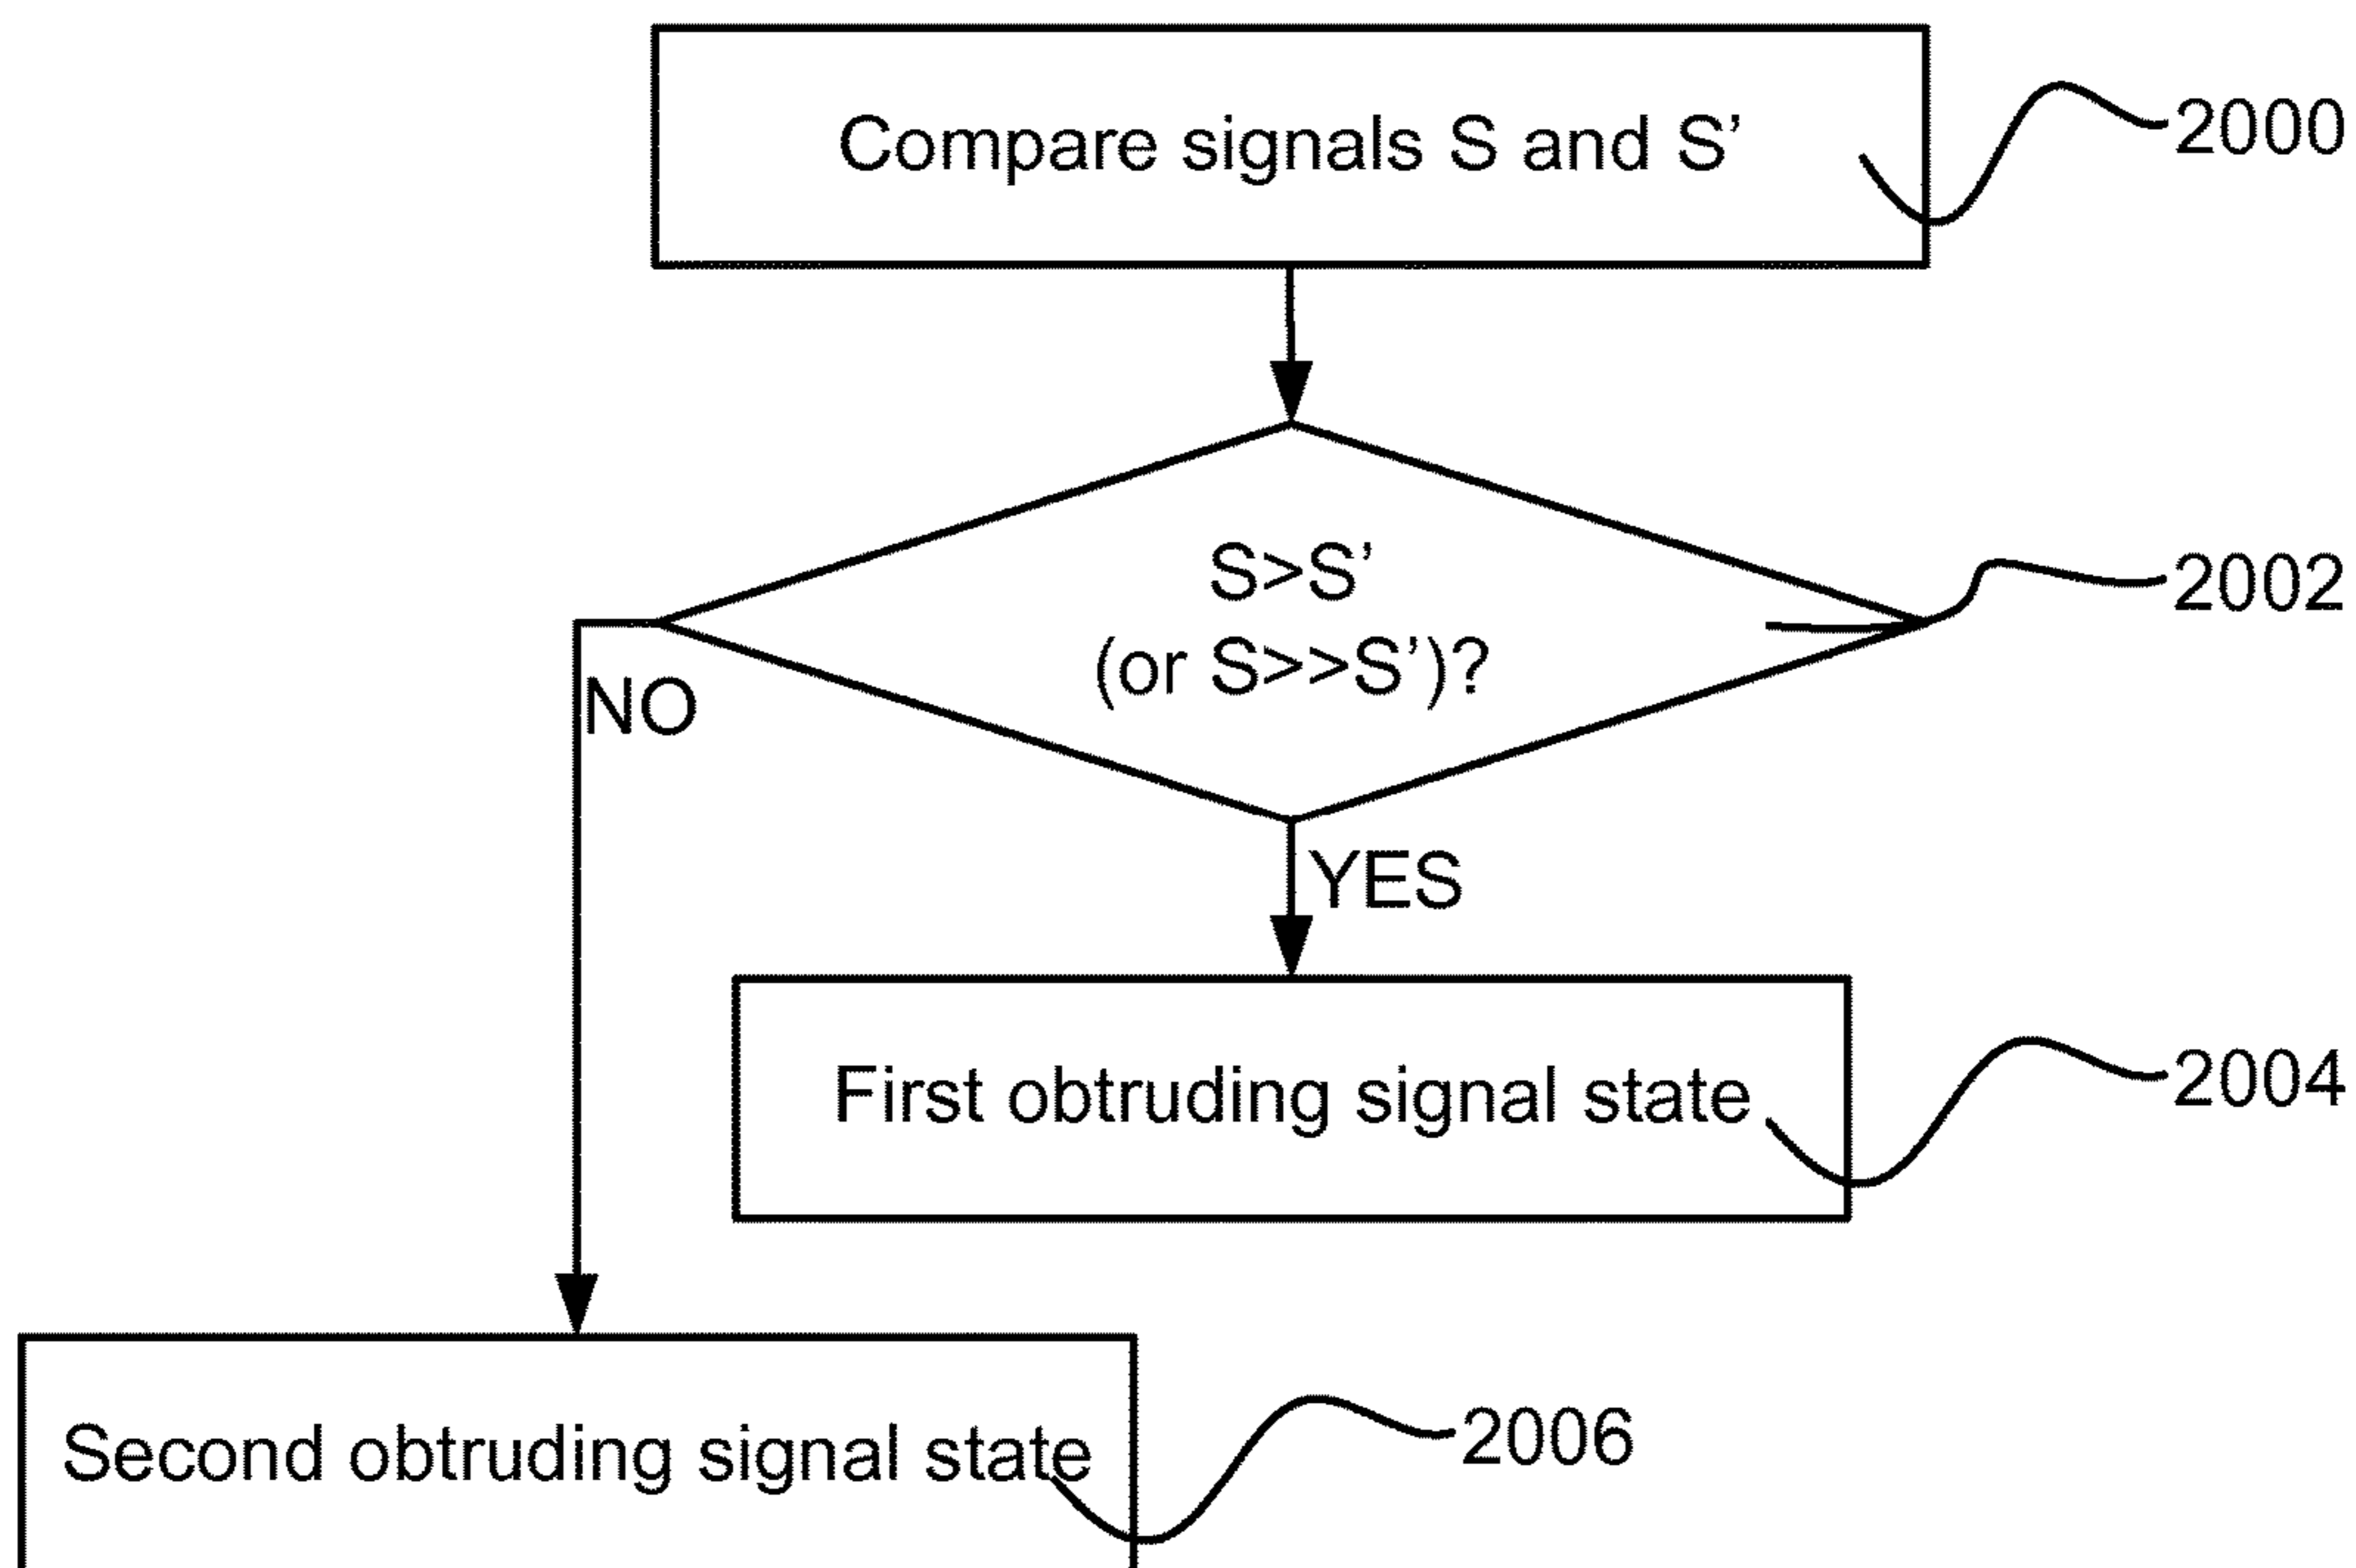 Compare signals S and S’
2000
S>S’
(or S>>S’)?
2002
NO
YES
First obtruding signal state
2004
Second obtruding signal state
2006